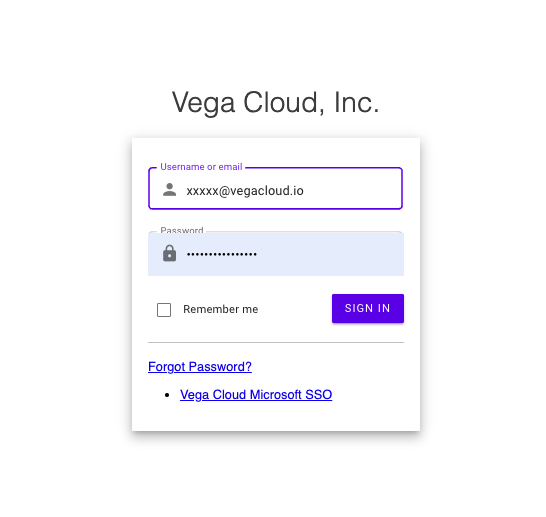 Vega Cloud, Inc.
Username or email
xxxxx@vegacloud.io
Password
••••••••••••••••
Remember me
SIGN IN
Forgot Password?
• Vega Cloud Microsoft SSO